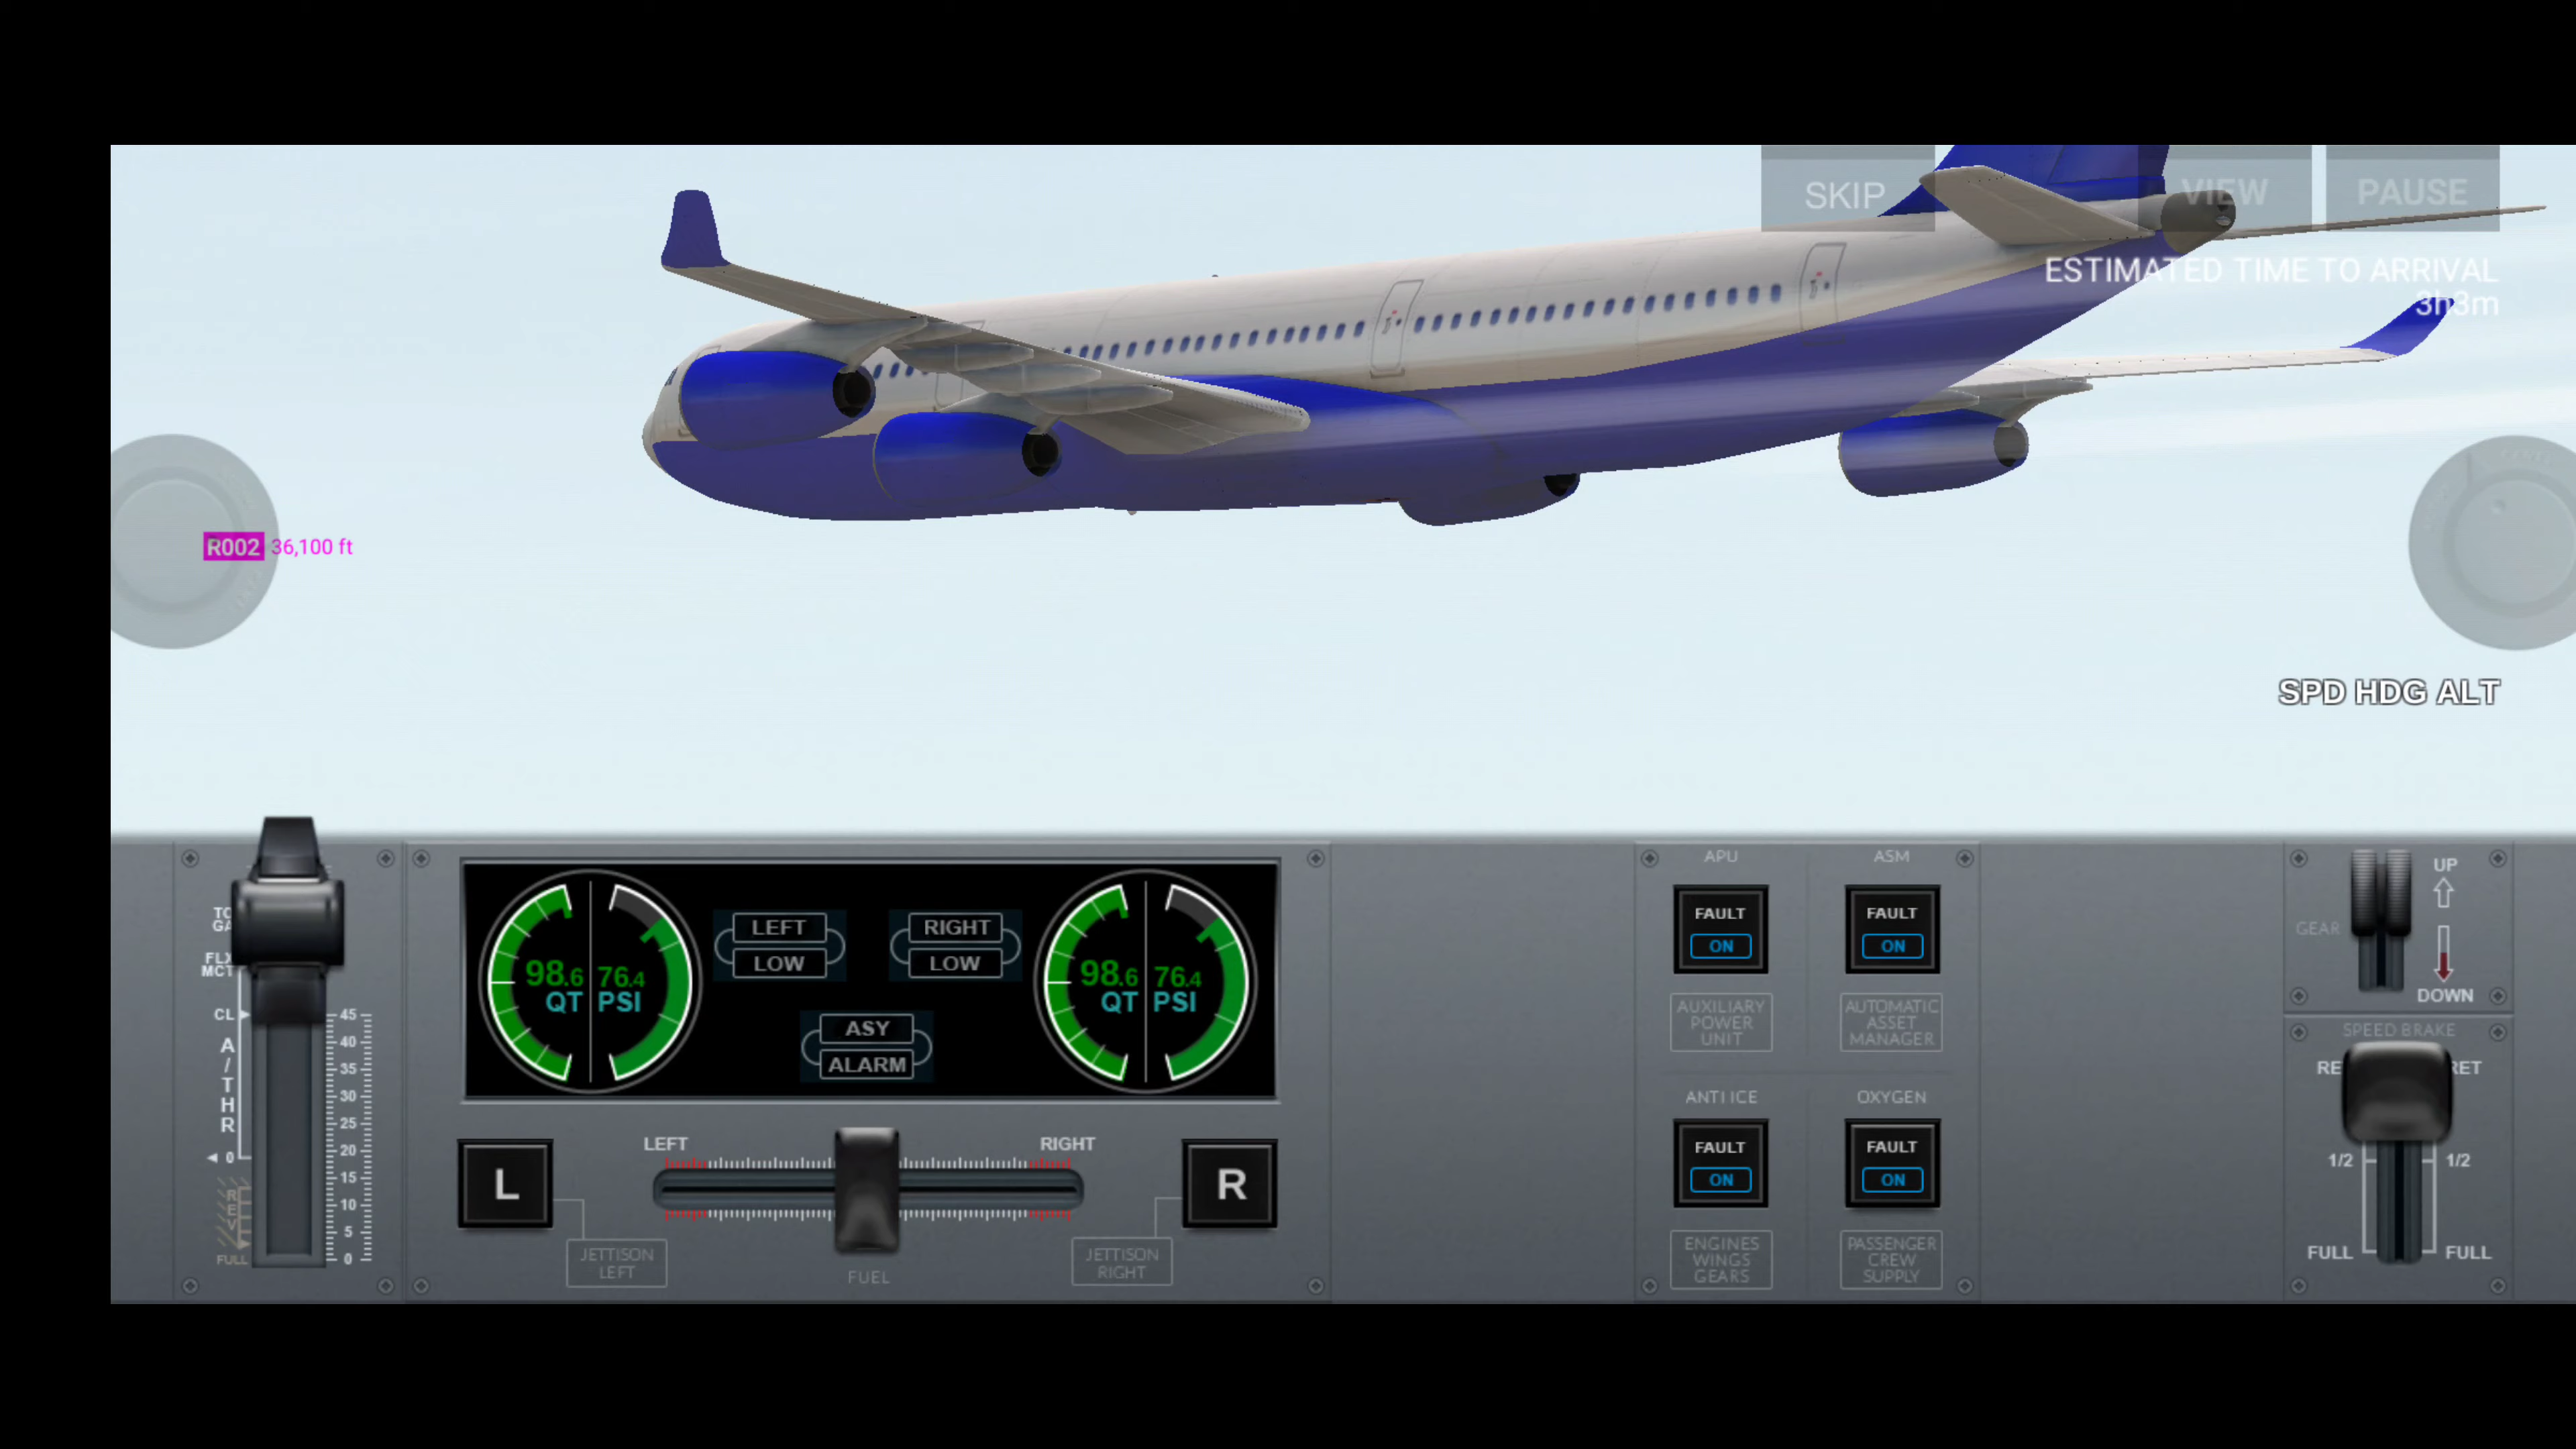 SKIP
VIEW
PAUSE
ESTIMATED TIME TO ARRIVAL
3h3m
R002 36,100 ft
SPD HDG ALT
FLX
MCT
CL
A
/
T
H
R
0
R
E
V
FULL
45
40
35
30
25
20
15
10
5
0
98.6
QT
76.4
PSI
LEFT
LOW
RIGHT
LOW
ASY
ALARM
98.6
QT
76.4
PSI
L
LEFT
RIGHT
R
JETTISON
LEFT
FUEL
JETTISON
RIGHT
APU
FAULT
ON
AUXILIARY
POWER
UNIT
ASM
FAULT
ON
AUTOMATIC
ASSET
MANAGER
ANTI ICE
FAULT
ON
ENGINES
WINGS
GEARS
OXYGEN
FAULT
ON
PASSENGER
CREW
SUPPLY
GEAR
UP
DOWN
SPEED BRAKE
RET
1/2
1/2
FULL
FULL